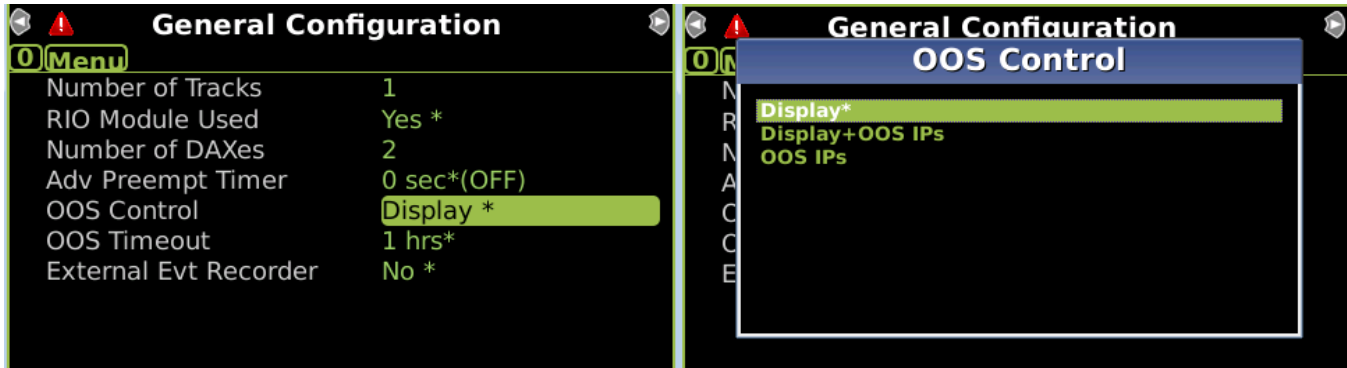 General Configuration
0 Menu
Number of Tracks 1
RIO Module Used Yes *
Number of DAXes 2
Adv Preempt Timer 0 sec*(OFF)
OOS Control Display *
OOS Timeout 1 hrs*
External Evt Recorder No *
General Configuration
OOS Control
0
N
R
N
A
O
O
E
Display*
Display+OOS IPs
OOS IPs